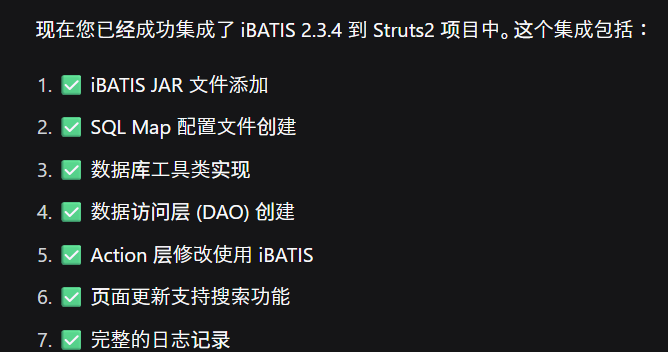 现在您已经成功集成了 iBATIS 2.3.4 到 Struts2 项目中。这个集成包括：
1. ✅ iBATIS JAR 文件添加
2. ✅ SQL Map 配置文件创建
3. ✅ 数据库工具类实现
4. ✅ 数据访问层 (DAO) 创建
5. ✅ Action 层修改使用 iBATIS
6. ✅ 页面更新支持搜索功能
7. ✅ 完整的日志记录